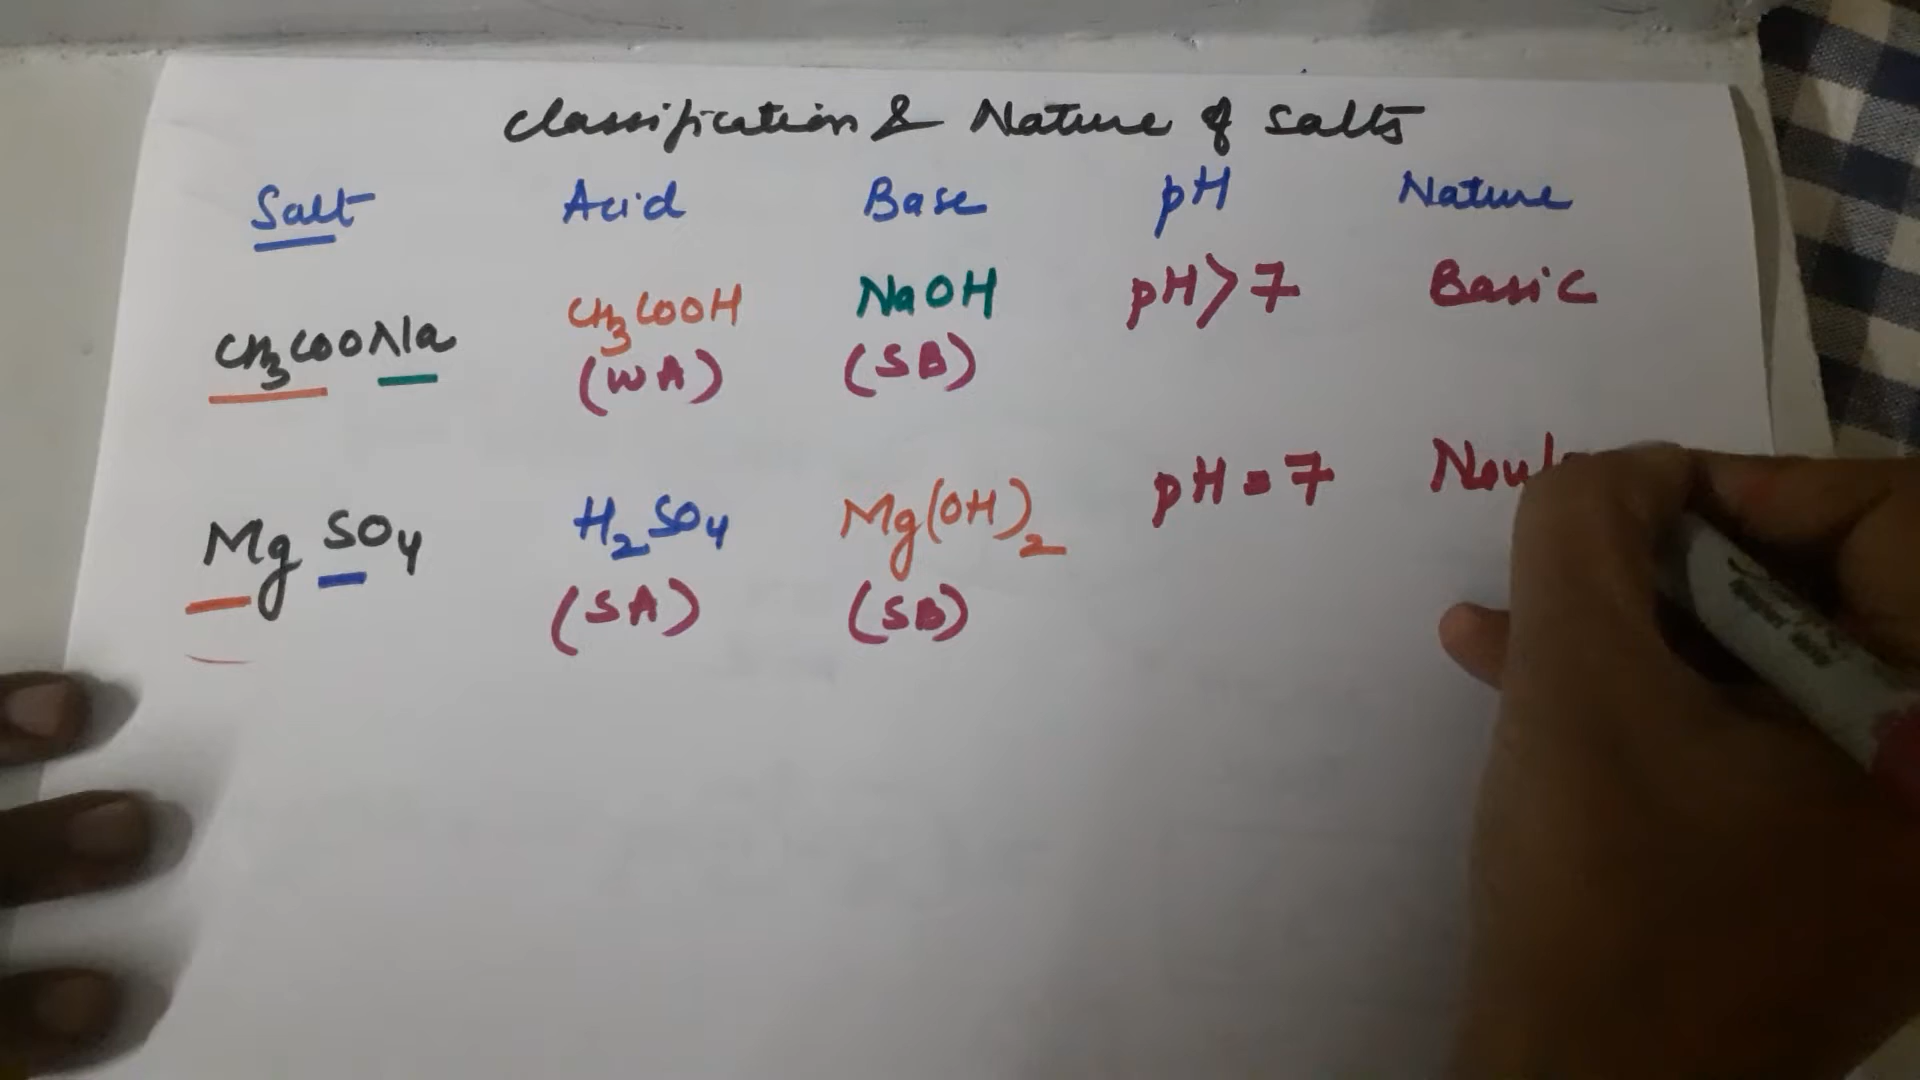 Classification & Nature of Salts
Salt Acid Base pH Nature
CH3COONa CH3COOH NaOH pH>7 Basic
(WA) (SB)
MgSO4 H2SO4 Mg(OH)2 pH=7
(SA) (SB)